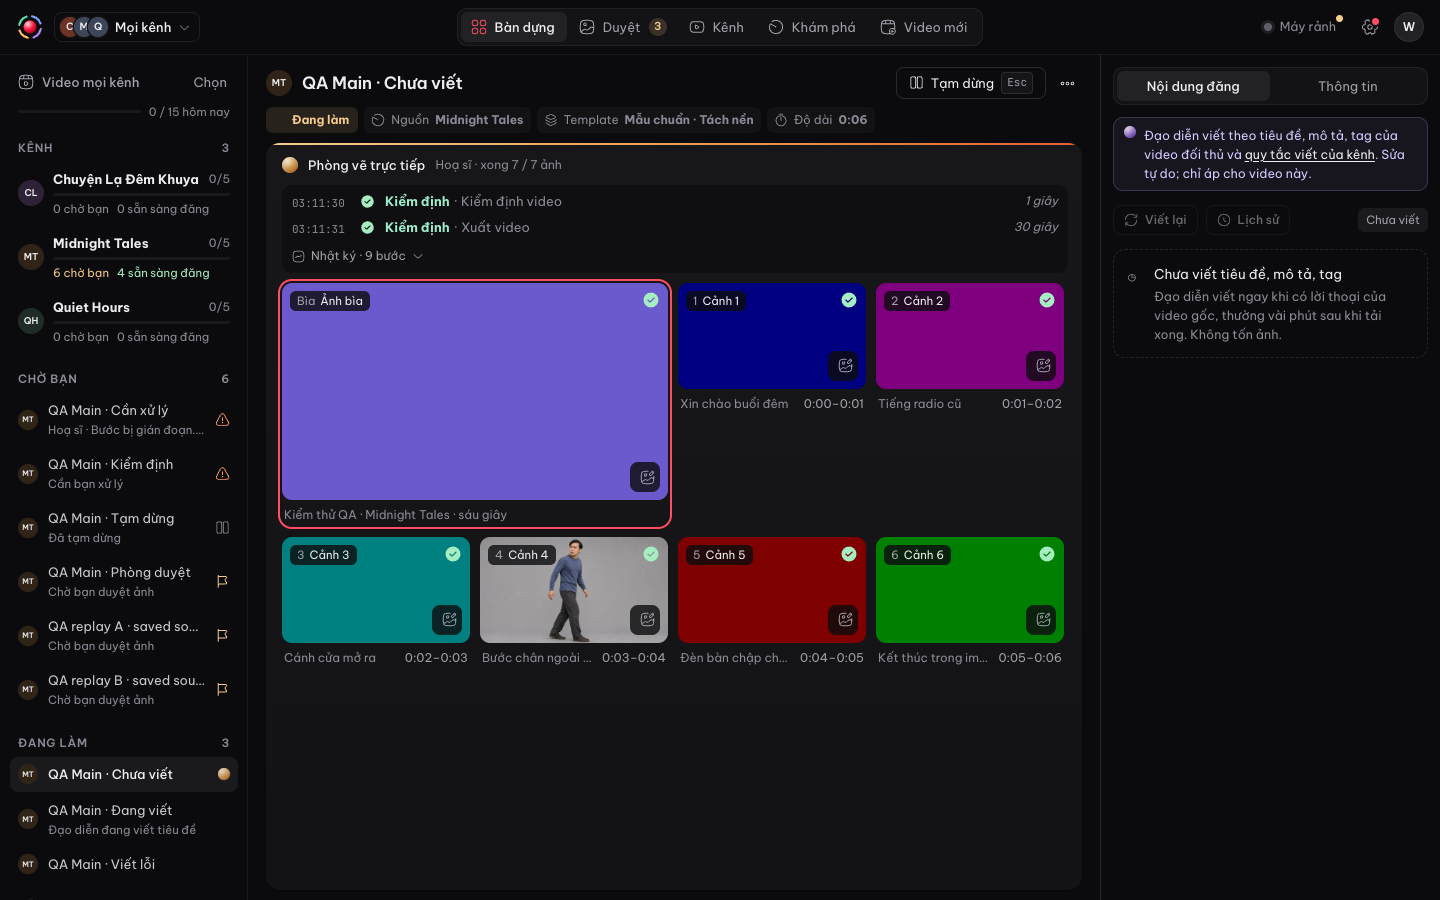 C M Q Mọi kênh
Bàn dựng
Duyệt 3
Kênh
Khám phá
Video mới
Máy rảnh
W
Video mọi kênh Chọn
0 / 15 hôm nay
KÊNH 3
CL Chuyện Lạ Đêm Khuya 0/5
0 chờ bạn 0 sẵn sàng đăng
MT Midnight Tales 0/5
6 chờ bạn 4 sẵn sàng đăng
QH Quiet Hours 0/5
0 chờ bạn 0 sẵn sàng đăng
CHỜ BẠN 6
MT QA Main · Cần xử lý
Hoạ sĩ · Bước bị gián đoạn....
MT QA Main · Kiểm định
Cần bạn xử lý
MT QA Main · Tạm dừng
Đã tạm dừng
MT QA Main · Phòng duyệt
Chờ bạn duyệt ảnh
MT QA replay A · saved so...
Chờ bạn duyệt ảnh
MT QA replay B · saved sou...
Chờ bạn duyệt ảnh
ĐANG LÀM 3
MT QA Main · Chưa viết
MT QA Main · Đang viết
Đạo diễn đang viết tiêu đề
MT QA Main · Viết lỗi
MT QA Main · Chưa viết
Tạm dừng Esc
Đang làm
Nguồn Midnight Tales
Template Mẫu chuẩn · Tách nền
Độ dài 0:06
Phòng vẽ trực tiếp Hoạ sĩ · xong 7 / 7 ảnh
03:11:30 Kiểm định · Kiểm định video 1 giây
03:11:31 Kiểm định · Xuất video 30 giây
Nhật ký · 9 bước
Bìa Ảnh bìa
Kiểm thử QA · Midnight Tales · sáu giây
1 Cảnh 1
Xin chào buổi đêm 0:00–0:01
2 Cảnh 2
Tiếng radio cũ 0:01–0:02
3 Cảnh 3
Cánh cửa mở ra 0:02–0:03
4 Cảnh 4
Bước chân ngoài ... 0:03–0:04
5 Cảnh 5
Đèn bàn chập ch... 0:04–0:05
6 Cảnh 6
Kết thúc trong im... 0:05–0:06
Nội dung đăng Thông tin
Đạo diễn viết theo tiêu đề, mô tả, tag của
video đối thủ và quy tắc viết của kênh. Sửa
tự do; chỉ áp cho video này.
Viết lại Lịch sử Chưa viết
Chưa viết tiêu đề, mô tả, tag
Đạo diễn viết ngay khi có lời thoại của
video gốc, thường vài phút sau khi tải
xong. Không tốn ảnh.